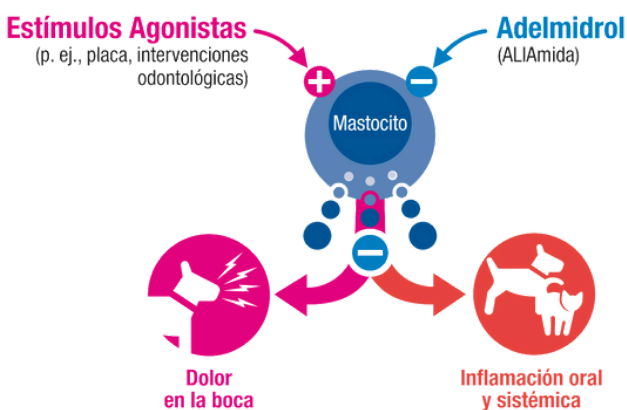 Estímulos Agonistas
(p. ej., placa, intervenciones
odontológicas)
Adelmidrol
(ALIAmida)
Mastocito
Dolor
en la boca
Inflamación oral
y sistémica